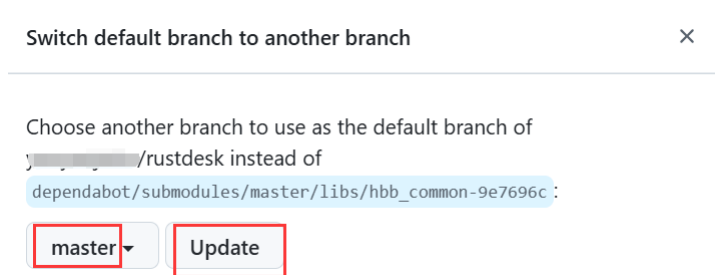 Switch default branch to another branch
Choose another branch to use as the default branch of
/rustdesk instead of
dependabot/submodules/master/libs/hbb_common-9e7696c:
master Update